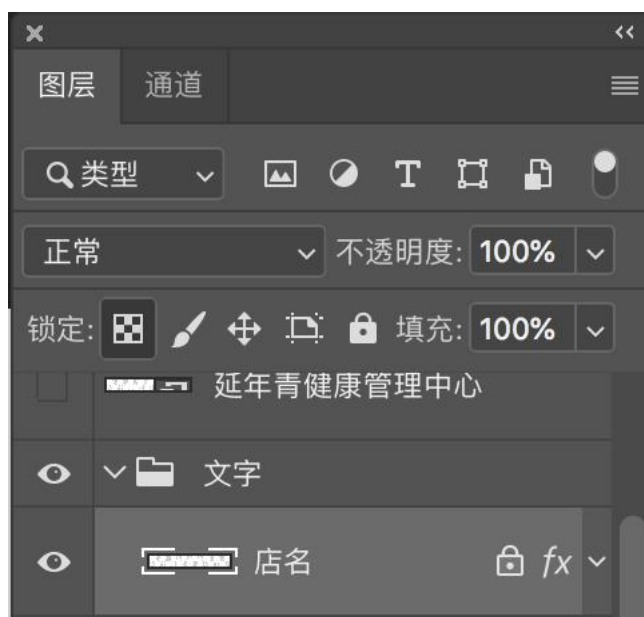 图层 通道
类型
正常 不透明度: 100%
锁定: 填充: 100%
延年青健康管理中心
文字
店名 fx